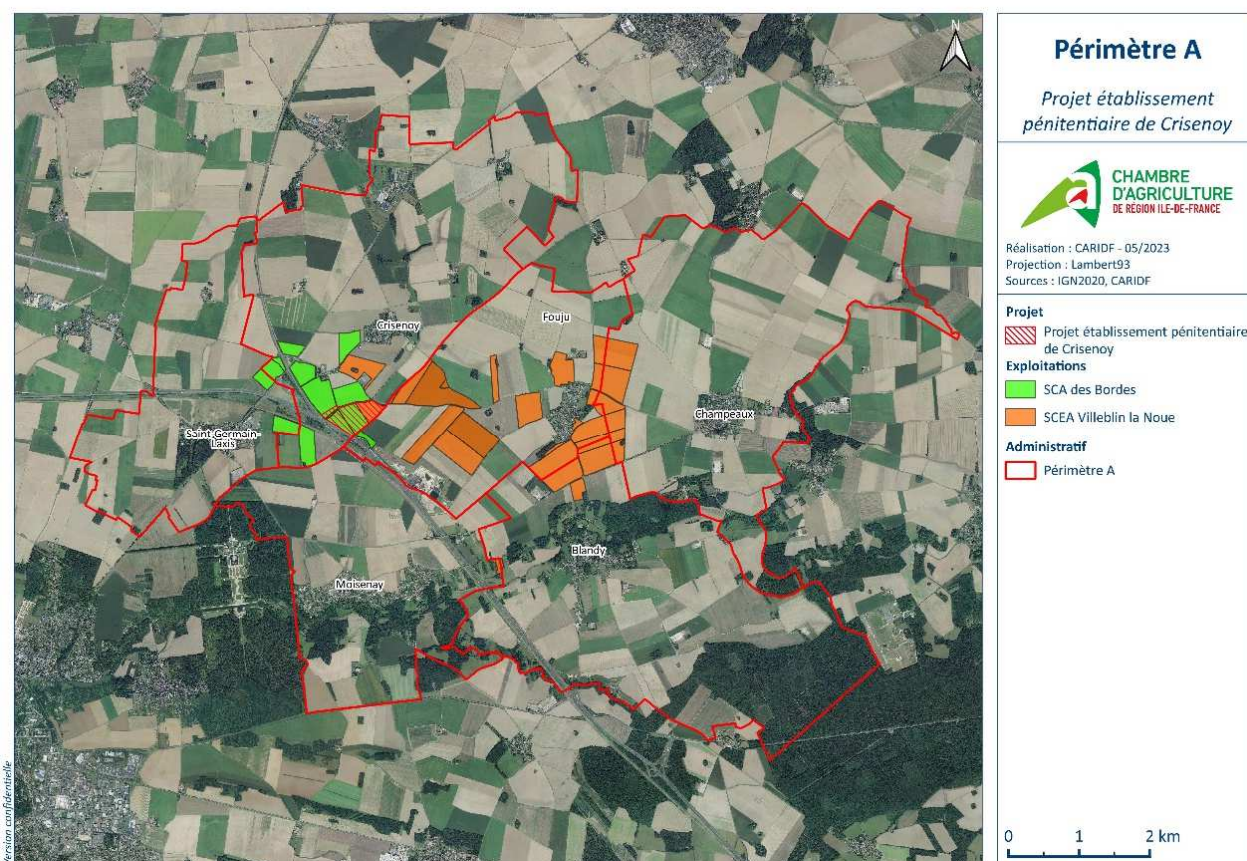 N
Crisenoy
Fouju
Champeaux
Saint-Germain-
Laxis
Blandy
Moisenay
Version confidentielle
Périmètre A
Projet établissement
pénitentiaire de Crisenoy
CHAMBRE
D'AGRICULTURE
DE RÉGION ILE-DE-FRANCE
Réalisation : CARIDF - 05/2023
Projection : Lambert93
Sources : IGN2020, CARIDF
Projet
Projet établissement pénitentiaire
de Crisenoy
Exploitations
SCA des Bordes
SCEA Villeblin la Noue
Administratif
Périmètre A
0 1 2 km